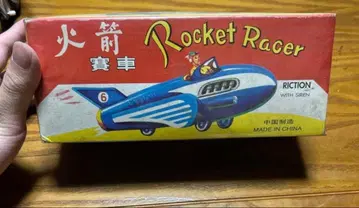 火箭
賽車
Rocket Racer
6
RICTION
WITH SIREN
中国制造
MADE IN CHINA